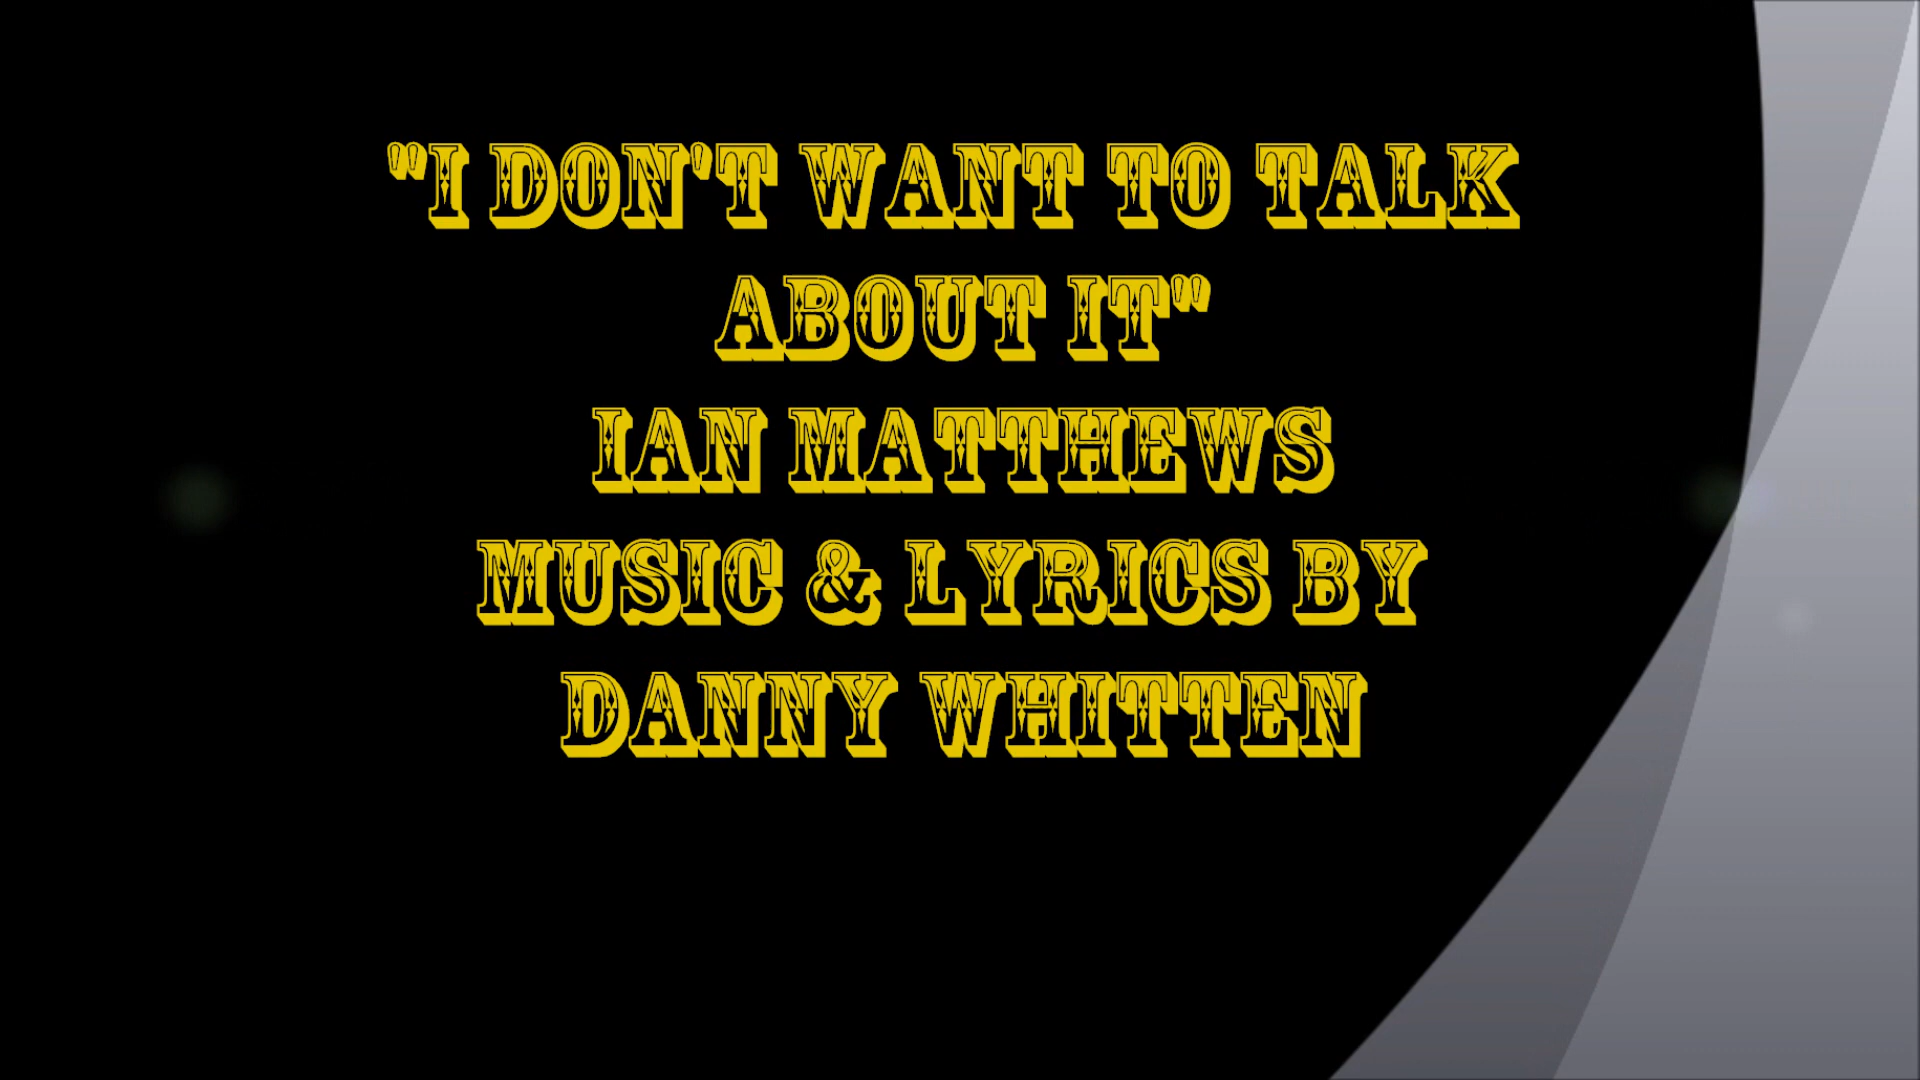 "I DON'T WANT TO TALK
ABOUT IT"
IAN MATTHEWS
MUSIC & LYRICS BY
DANNY WHITTEN